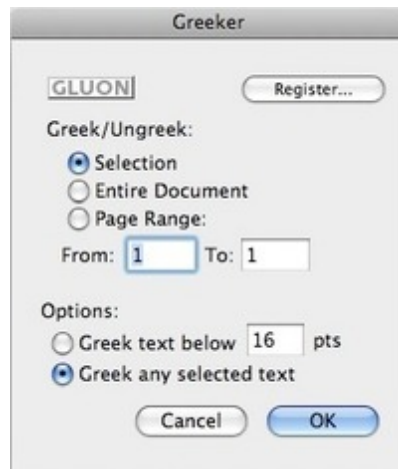 Greeker
GLUON Register...
Greek/Ungreek:
Selection
Entire Document
Page Range:
From: 1 To: 1
Options:
Greek text below 16 pts
Greek any selected text
Cancel OK